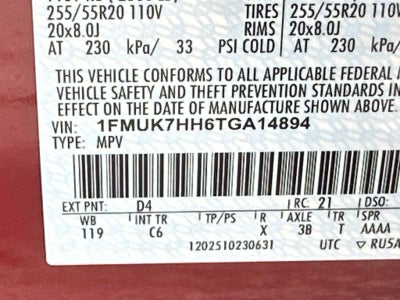 255/55R20 110V TIRES 255/55R20 110V
20x8.0J RIMS 20x8.0J
AT 230 kPa/ 33 PSI COLD AT 230 kPa/
THIS VEHICLE CONFORMS TO ALL APPLICABLE FEDERAL
VEHICLE SAFETY AND THEFT PREVENTION STANDARDS IN
EFFECT ON THE DATE OF MANUFACTURE SHOWN ABOVE.
VIN: 1FMUK7HH6TGA14894
TYPE: MPV
EXT PNT: D4 RC: 21 DSO:
WB INT TR TP/PS R AXLE TR SPR
119 C6 X 3B T AAAA
1202510230631 UTC ▽ RU5A